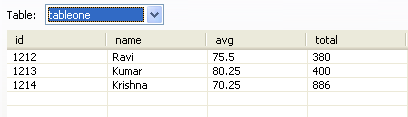 Table: tableone
id name avg total
1212 Ravi 75.5 380
1213 Kumar 80.25 400
1214 Krishna 70.25 886